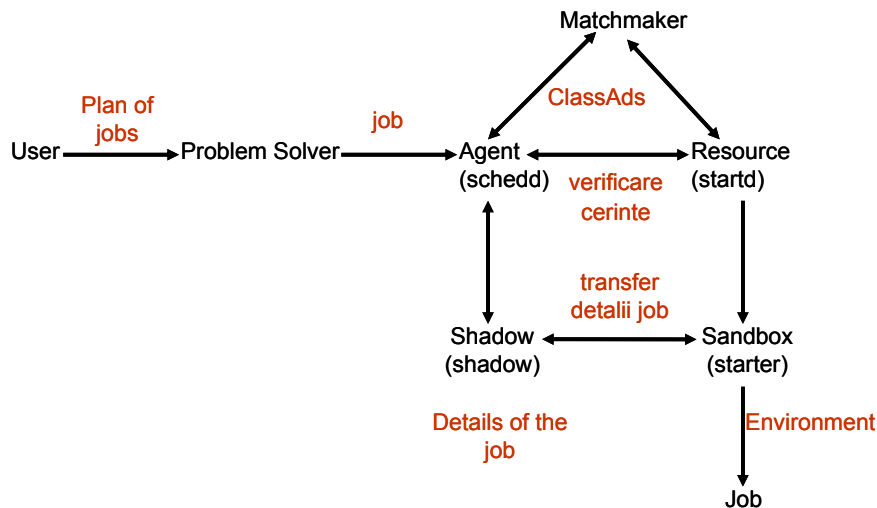 Matchmaker
ClassAds
Plan of
jobs
job
User
Problem Solver
Agent
(schedd)
Resource
(startd)
verificare
cerinte
transfer
detalii job
Shadow
(shadow)
Sandbox
(starter)
Details of the
job
Environment
Job